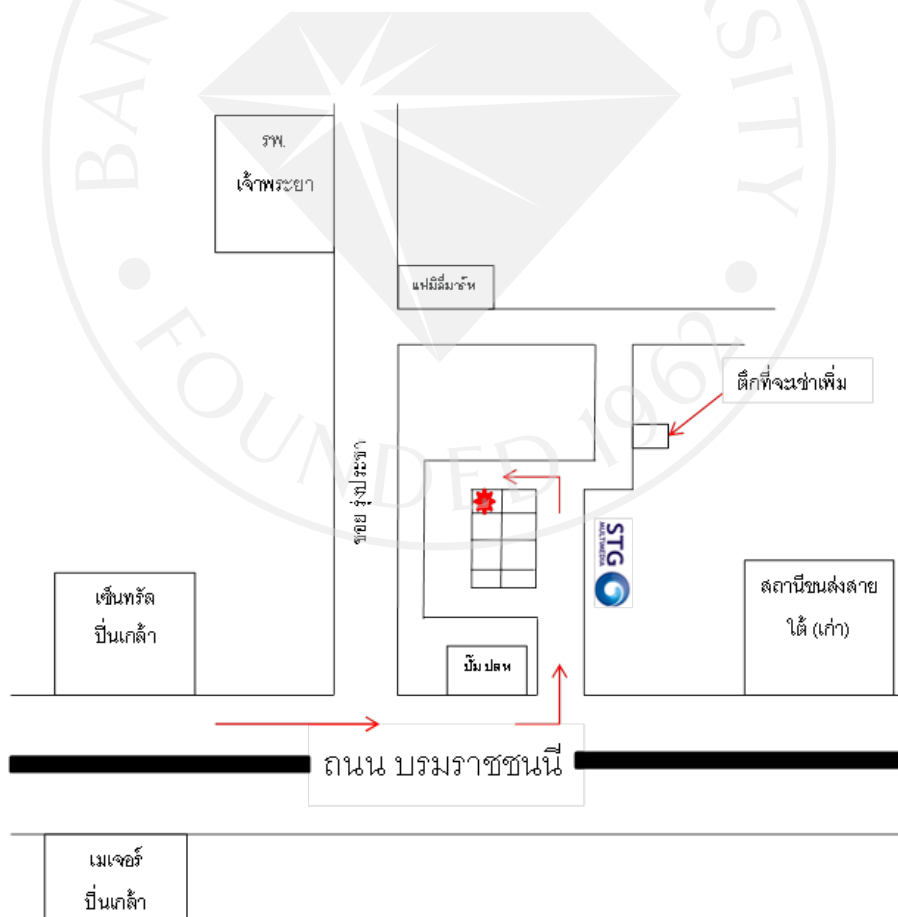 BAN
SITY
FOUNDED 1962
รพ.
เจ้าพระยา
แฟมิลี่มาร์ท
ตึกที่จะเช่าเพิ่ม
ซอย รุ่งประชา
STG
MULTIMEDIA
เซ็นทรัล
ปิ่นเกล้า
สถานีขนส่งสาย
ใต้ (เก่า)
ปั๊ม ปตท
ถนน บรมราชชนนี
เมเจอร์
ปิ่นเกล้า